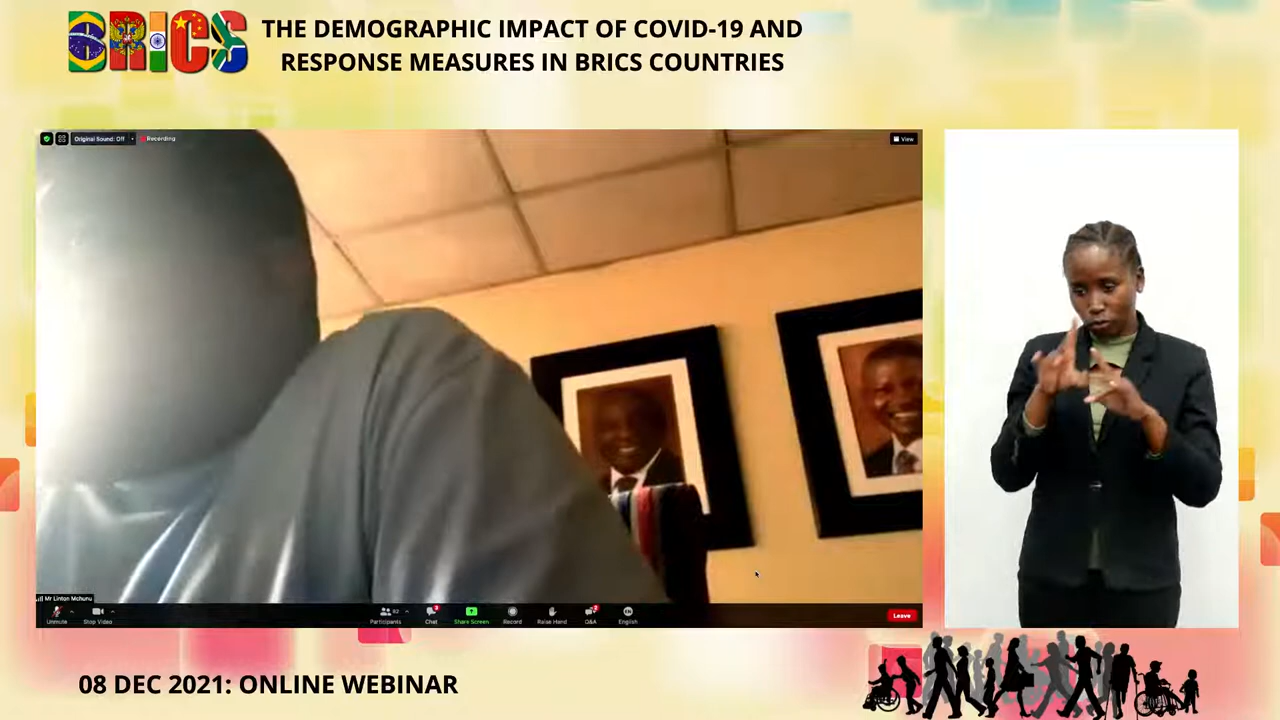 BRICS
THE DEMOGRAPHIC IMPACT OF COVID-19 AND
RESPONSE MEASURES IN BRICS COUNTRIES
Original Sound: Off
Recording
View
Mr Linton Mchunu
Unmute
Stop Video
92
Participants
Chat
Share Screen
Record
Raise Hand
Q&A
English
Leave
08 DEC 2021: ONLINE WEBINAR